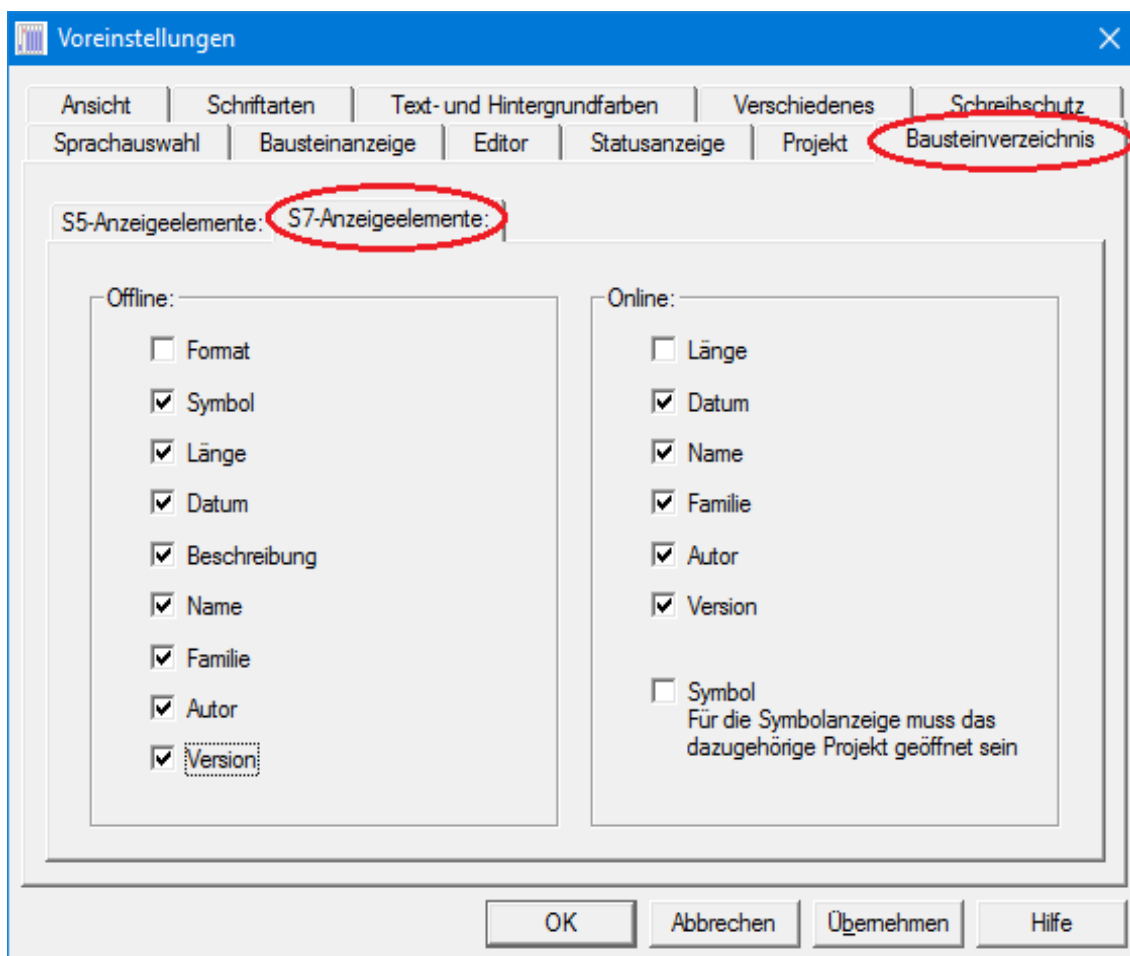 Voreinstellungen
Ansicht Schriftarten Text- und Hintergrundfarben Verschiedenes Schreibschutz
Sprachauswahl Bausteinanzeige Editor Statusanzeige Projekt Bausteinverzeichnis
S5-Anzeigeelemente: S7-Anzeigeelemente:
Offline:
Format
Symbol
Länge
Datum
Beschreibung
Name
Familie
Autor
Version
Online:
Länge
Datum
Name
Familie
Autor
Version
Symbol
Für die Symbolanzeige muss das
dazugehörige Projekt geöffnet sein
OK Abbrechen Übernehmen Hilfe